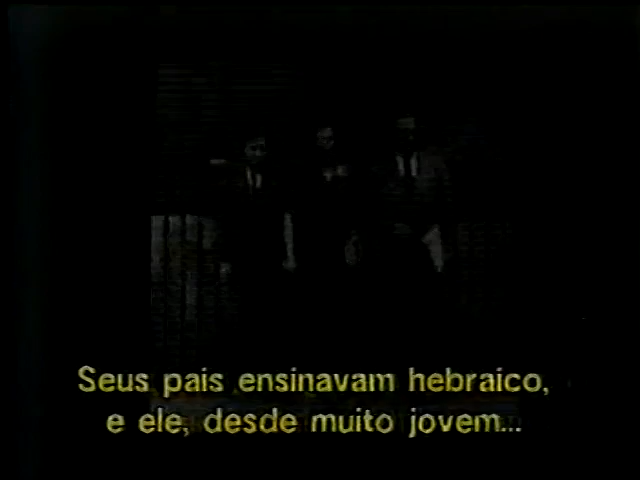 Seus pais ensinavam hebraico,
e ele, desde muito jovem...